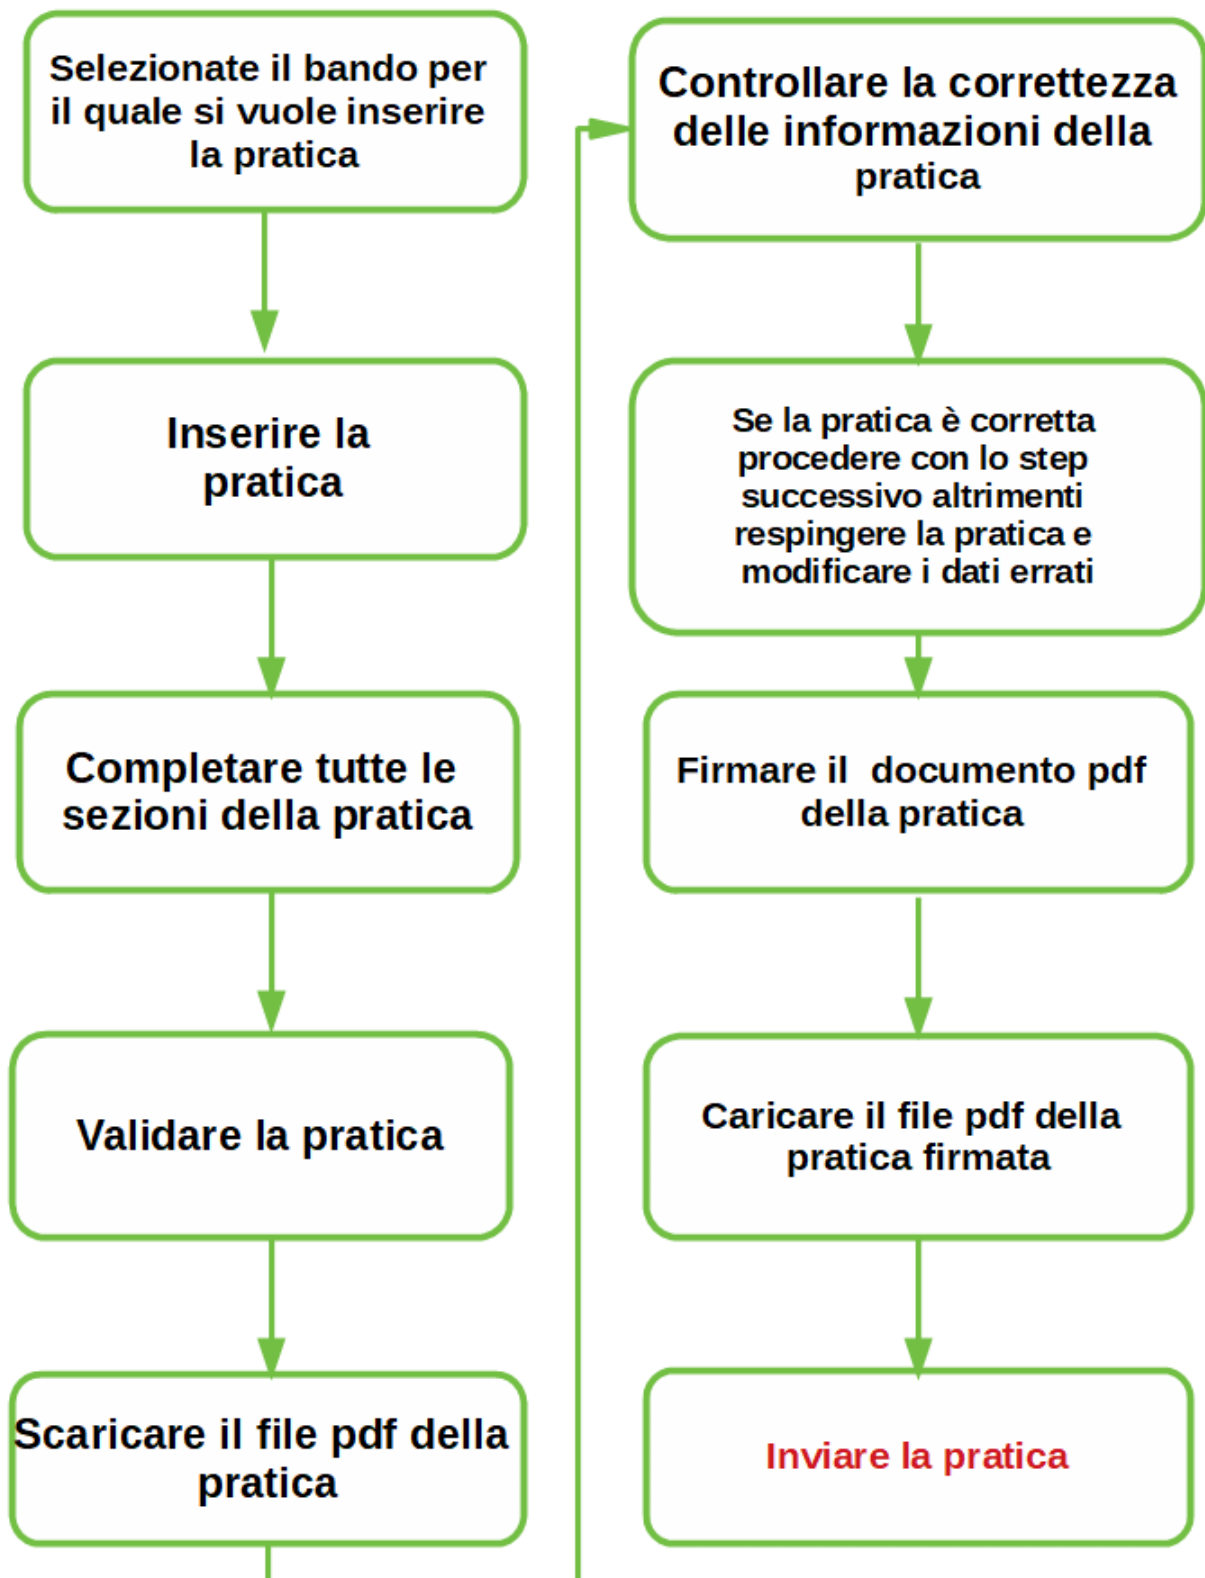 Selezionate il bando per
il quale si vuole inserire
la pratica
Inserire la
pratica
Completare tutte le
sezioni della pratica
Validare la pratica
Scaricare il file pdf della
pratica
Controllare la correttezza
delle informazioni della
pratica
Se la pratica è corretta
procedere con lo step
successivo altrimenti
respingere la pratica e
modificare i dati errati
Firmare il  documento pdf
della pratica
Caricare il file pdf della
pratica firmata
Inviare la pratica